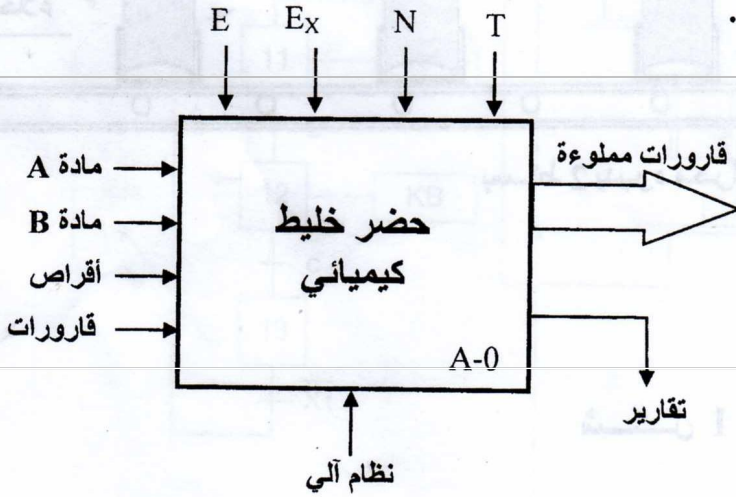 E Ex N T
قارورات مملوءة
مادة A
مادة B
أقراص
قارورات
حضر خليط
كيميائي
A-0
تقارير
نظام آلي